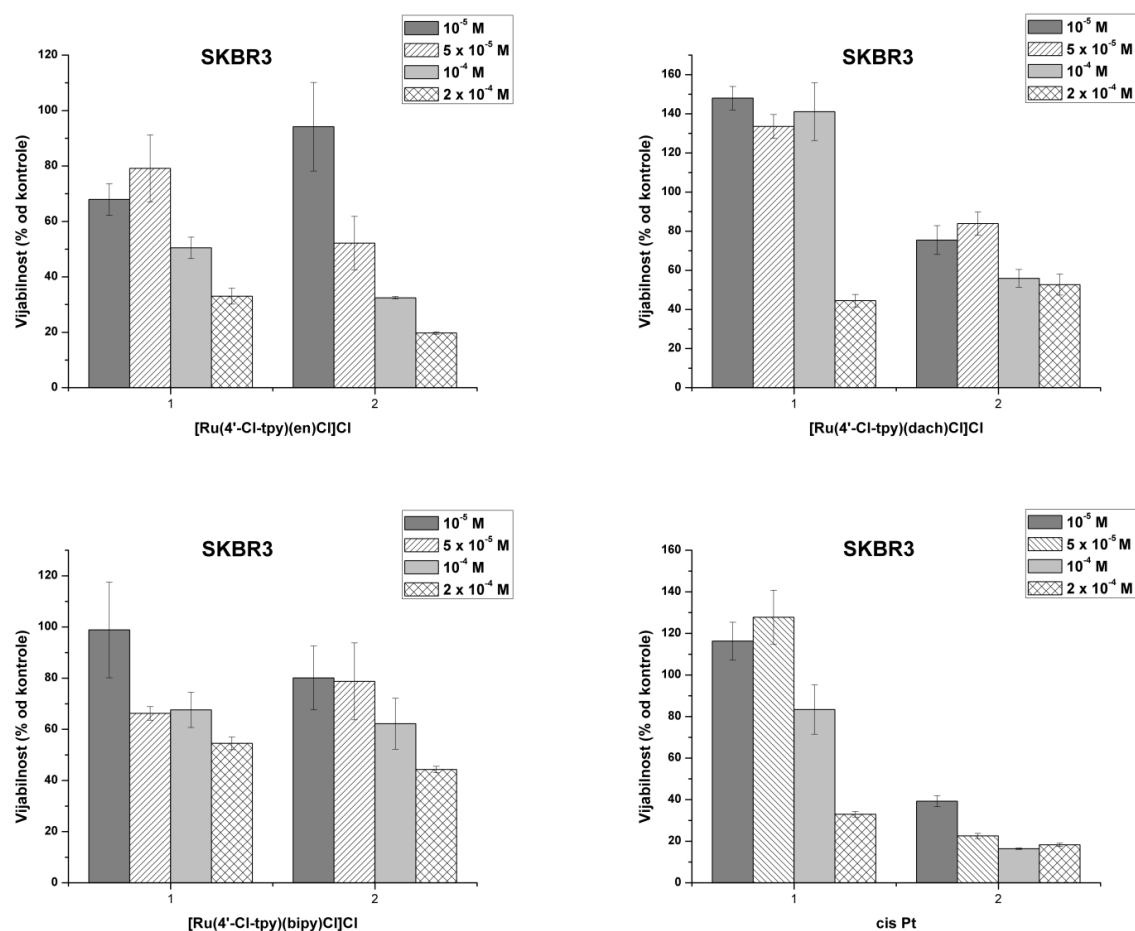 SKBR3
10⁻⁵ M
5 x 10⁻⁵ M
10⁻⁴ M
2 x 10⁻⁴ M
Vijabilnost (% od kontrole)
120
100
80
60
40
20
0
1
2
[Ru(4'-Cl-tpy)(en)Cl]Cl
SKBR3
10⁻⁵ M
5 x 10⁻⁵ M
10⁻⁴ M
2 x 10⁻⁴ M
Vijabilnost (% od kontrole)
160
140
120
100
80
60
40
20
0
1
2
[Ru(4'-Cl-tpy)(dach)Cl]Cl
SKBR3
10⁻⁵ M
5 x 10⁻⁵ M
10⁻⁴ M
2 x 10⁻⁴ M
Vijabilnost (% od kontrole)
120
100
80
60
40
20
0
1
2
[Ru(4'-Cl-tpy)(bipy)Cl]Cl
SKBR3
10⁻⁵ M
5 x 10⁻⁵ M
10⁻⁴ M
2 x 10⁻⁴ M
Vijabilnost (% od kontrole)
160
140
120
100
80
60
40
20
0
1
2
cis Pt